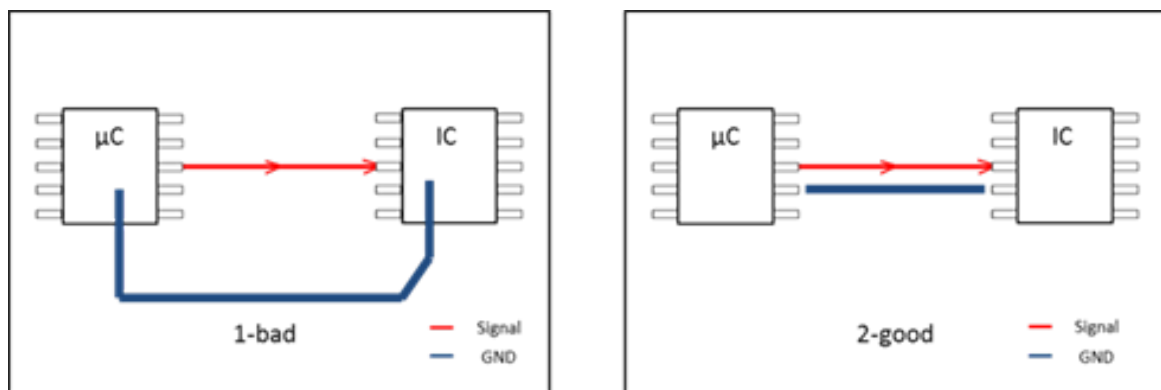 µC
IC
1-bad
Signal
GND
µC
IC
2-good
Signal
GND